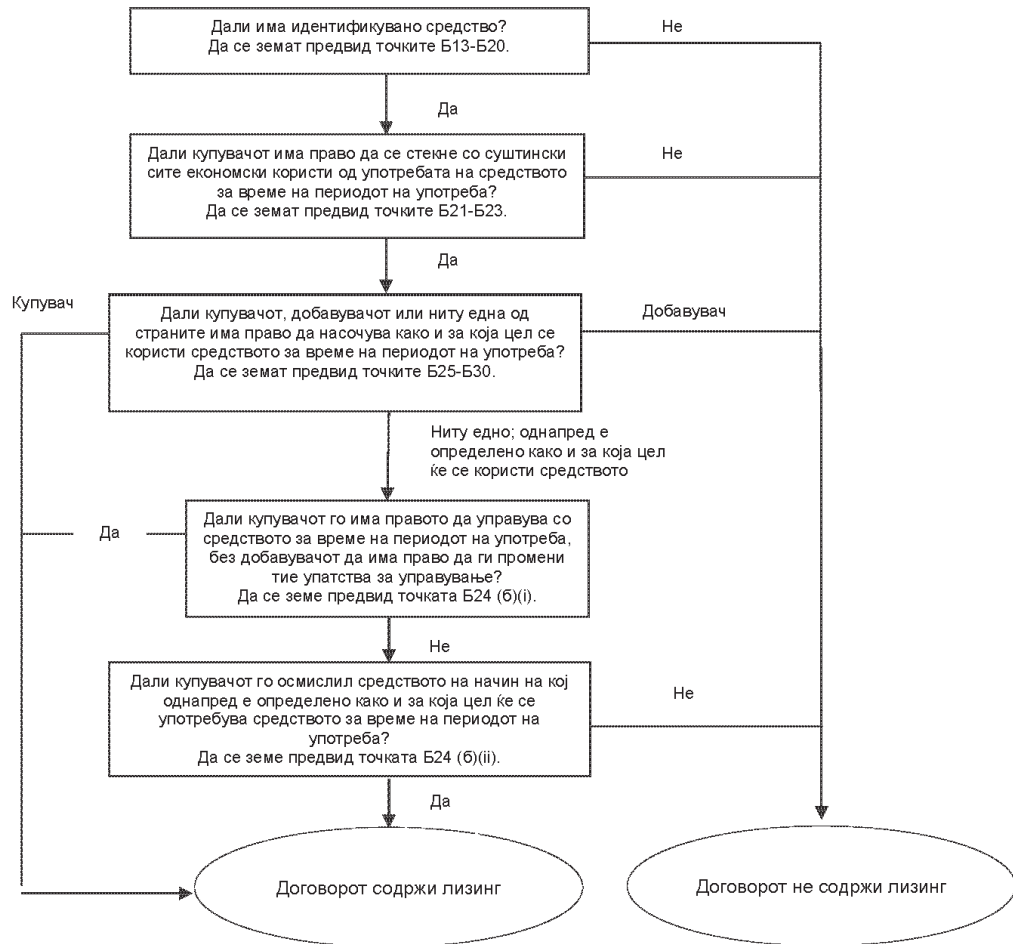 Дали има идентификувано средство?
Да се земат предвид точките Б13-Б20.
Не
Да
Дали купувачот има право да се стекне со суштински
сите економски користи од употребата на средството
за време на периодот на употреба?
Да се земат предвид точките Б21-Б23.
Не
Да
Купувач
Дали купувачот, добавувачот или ниту една од
страните има право да насочува како и за која цел се
користи средството за време на периодот на употреба?
Да се земат предвид точките Б25-Б30.
Добавувач
Ниту едно; однапред е
определено како и за која цел
ќе се користи средството
Да
Дали купувачот го има правото да управува со
средството за време на периодот на употреба,
без добавувачот да има право да ги промени
тие упатства за управување?
Да се земе предвид точката Б24 (б)(i).
Не
Дали купувачот го осмислил средството на начин на кој
однапред е определено како и за која цел ќе се
употребува средството за време на периодот на
употреба?
Да се земе предвид точката Б24 (б)(ii).
Не
Да
Договорот содржи лизинг
Договорот не содржи лизинг